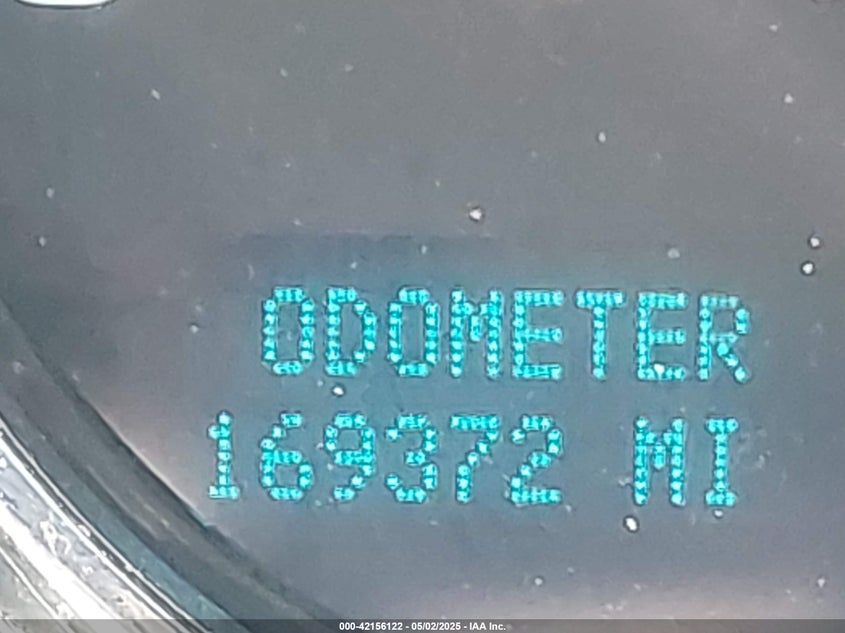 ODOMETER
169372 MI
000-42156122 - 05/02/2025 - IAA Inc.